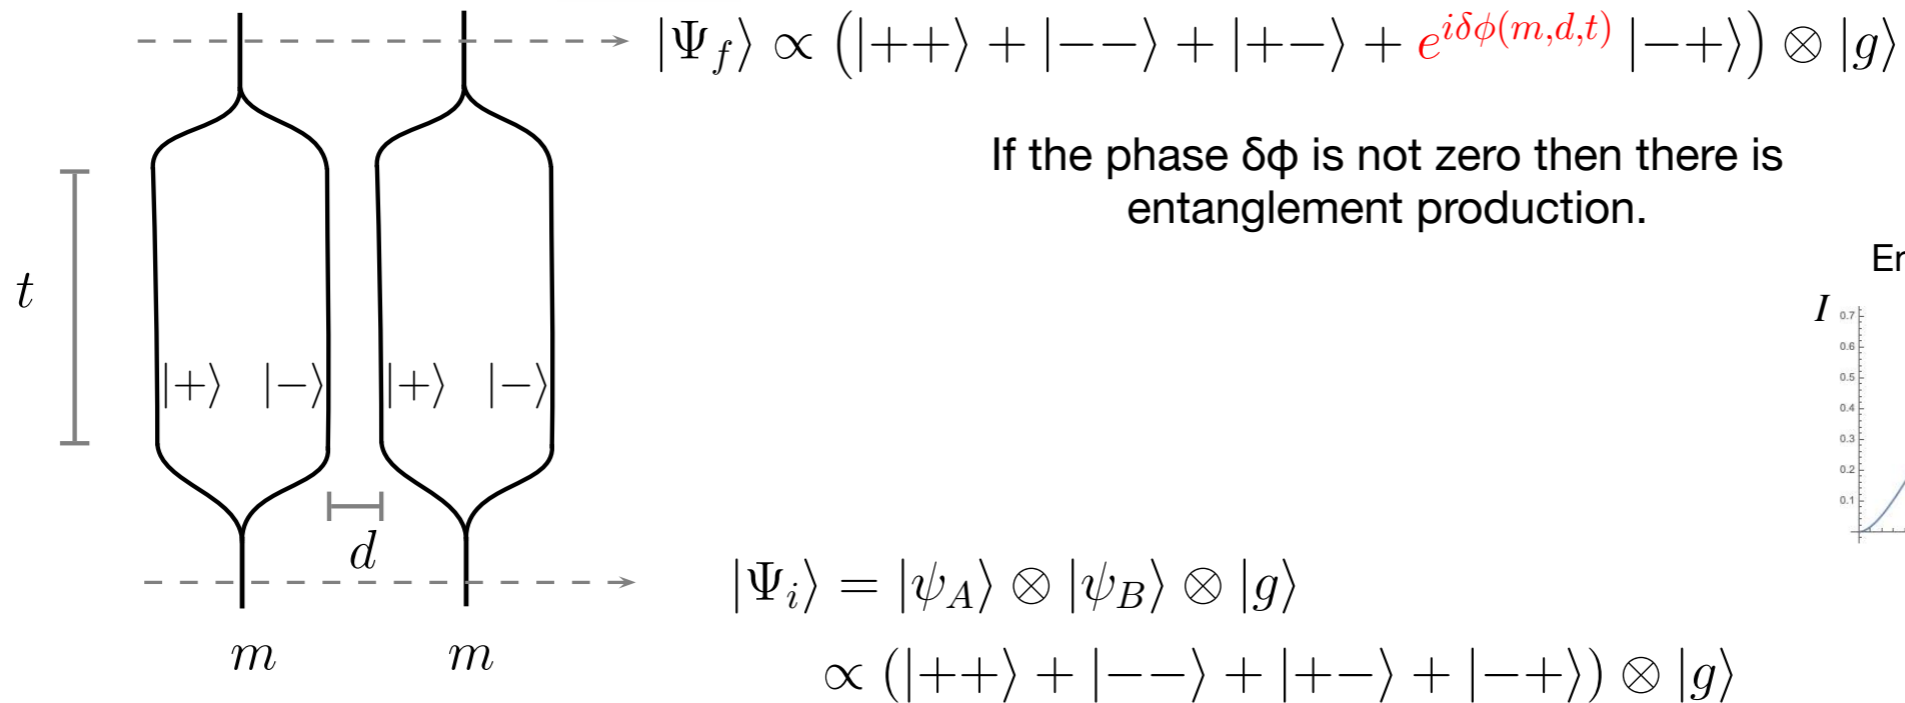 |Ψ_f⟩ ∝ (|++⟩ + |−−⟩ + |+−⟩ + e^{iδϕ(m,d,t)} |−+⟩) ⊗ |g⟩
If the phase δφ is not zero then there is
entanglement production.
t
|+⟩ |−⟩ |+⟩ |−⟩
d
m m
I
0.7
0.6
0.5
0.4
0.3
0.2
0.1
|Ψ_i⟩ = |ψ_A⟩ ⊗ |ψ_B⟩ ⊗ |g⟩
∝ (|++⟩ + |−−⟩ + |+−⟩ + |−+⟩) ⊗ |g⟩